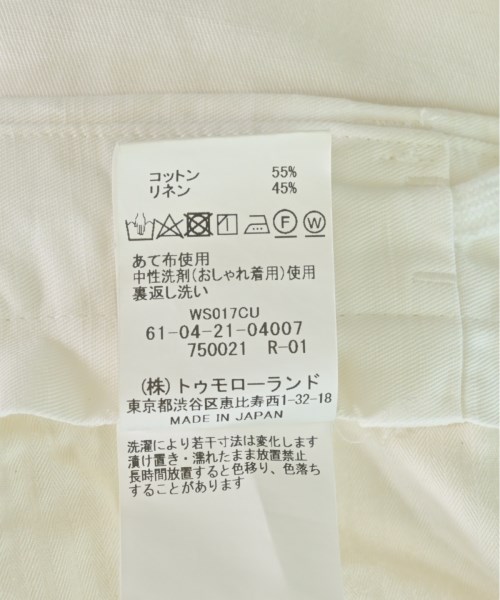 コットン 55%
リネン 45%
F W
あて布使用
中性洗剤(おしゃれ着用)使用
裏返し洗い
WS017CU
61-04-21-04007
750021 R-01
(株)トゥモローランド
東京都渋谷区恵比寿西1-32-18
MADE IN JAPAN
洗濯により若干寸法は変化します
漬け置き・濡れたまま放置禁止
長時間放置すると色移り、色落ち
することがあります